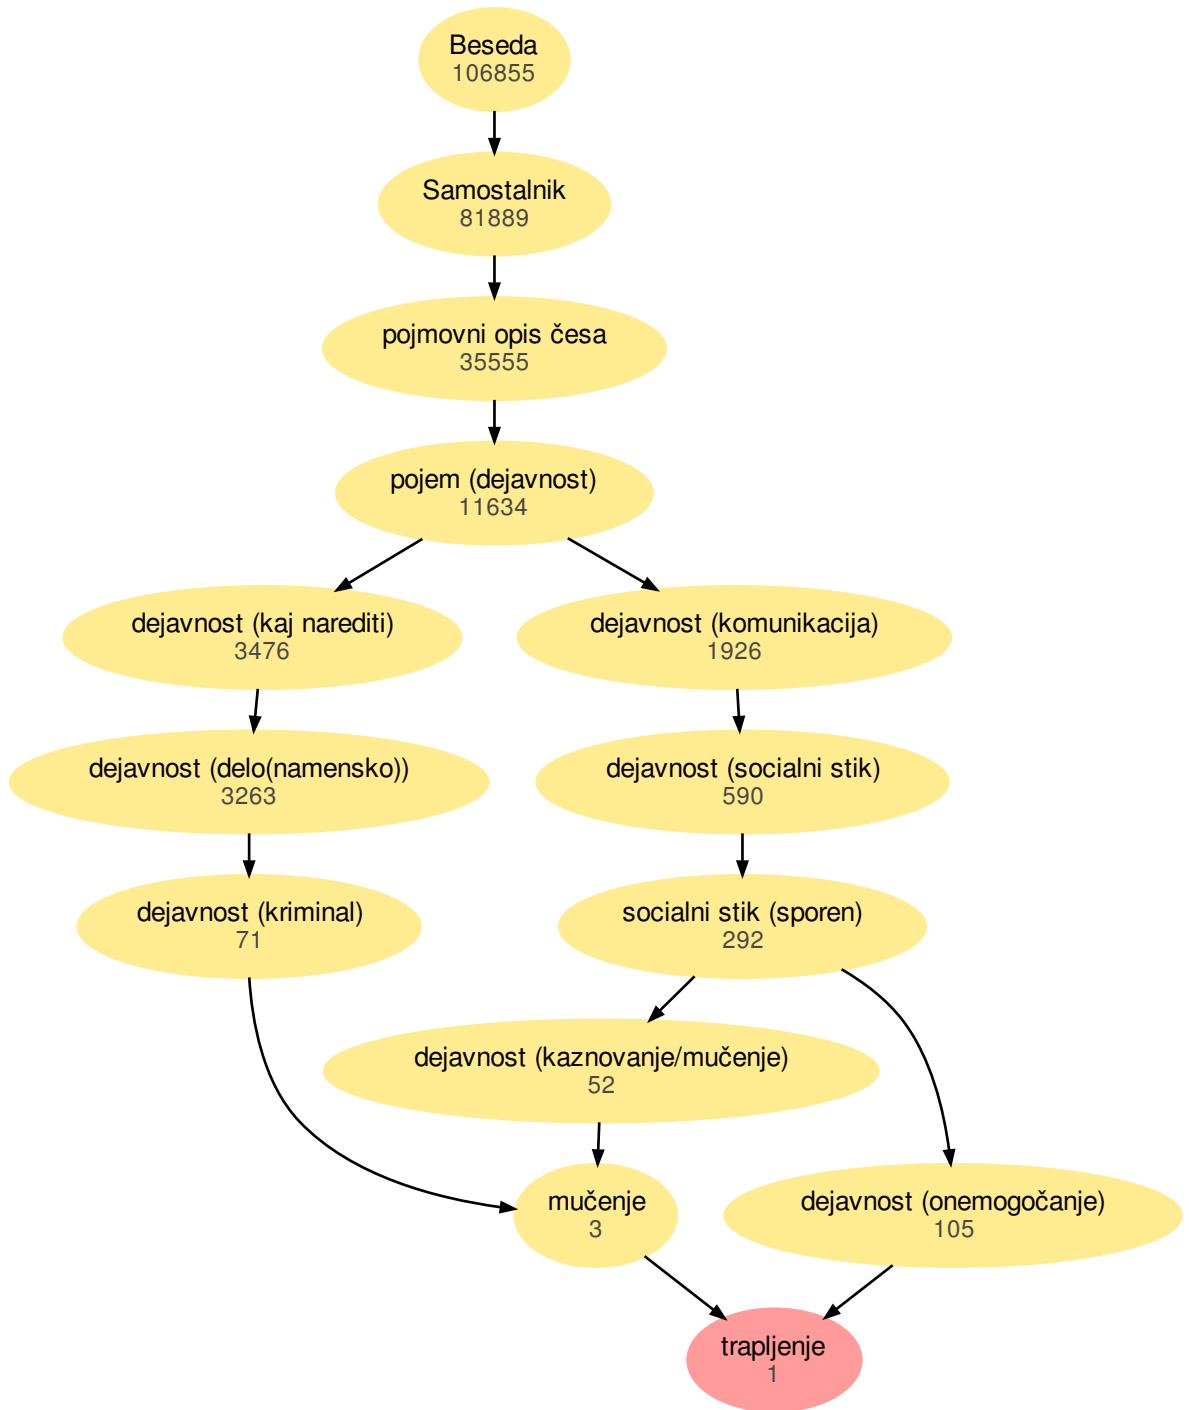 Beseda
106855
Samostalnik
81889
pojmovni opis česa
35555
pojem (dejavnost)
11634
dejavnost (kaj narediti)
3476
dejavnost (komunikacija)
1926
dejavnost (delo(namensko))
3263
dejavnost (socialni stik)
590
dejavnost (kriminal)
71
socialni stik (sporen)
292
dejavnost (kaznovanje/mučenje)
52
mučenje
3
dejavnost (onemogočanje)
105
trapljenje
1